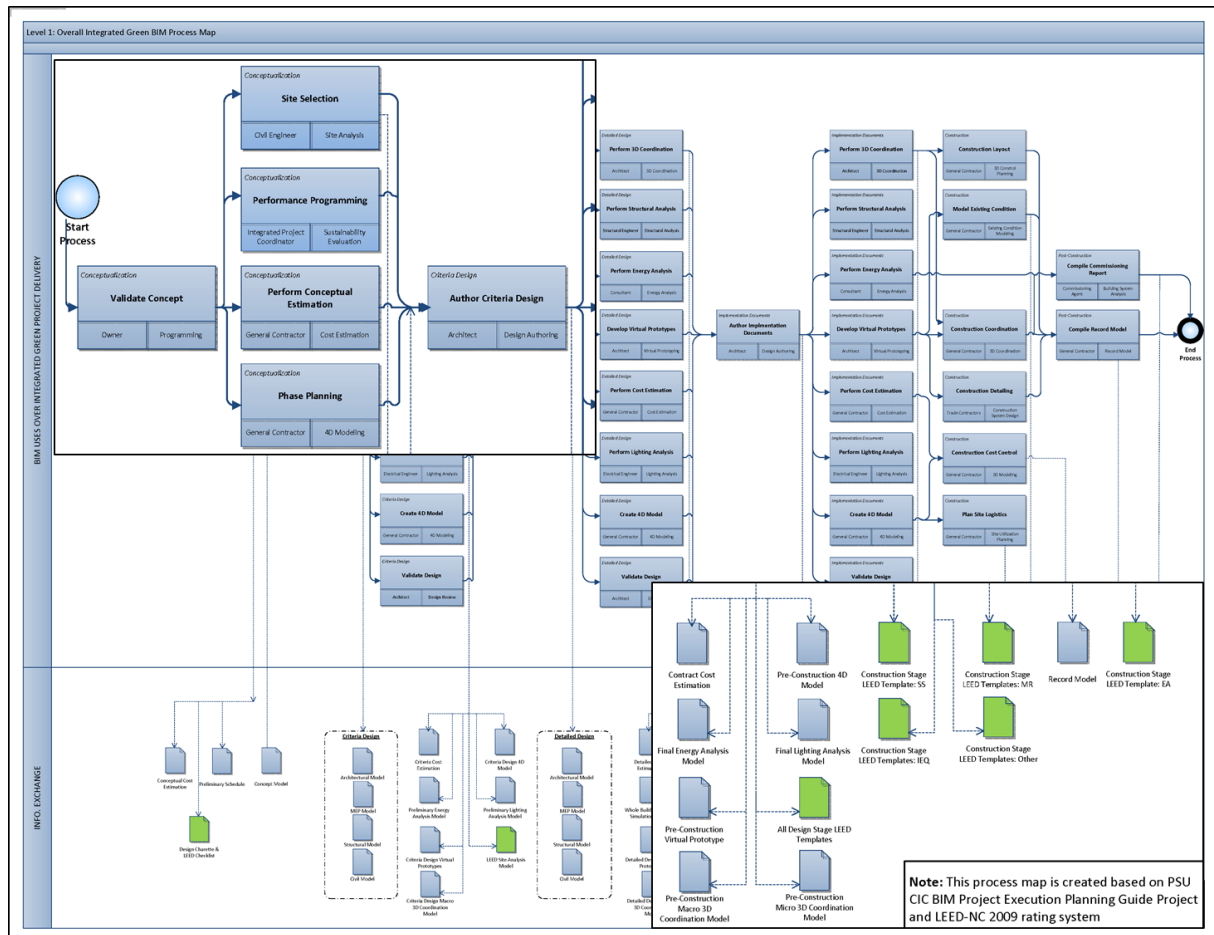 Level 1: Overall Integrated Green BIM Process Map
BIM USES OVER INTEGRATED GREEN PROJECT DELIVERY
Start
Process
Conceptualization
Validate Concept
Owner
Programming
Conceptualization
Site Selection
Civil Engineer
Site Analysis
Conceptualization
Performance Programming
Integrated Project
Coordinator
Sustainability
Evaluation
Conceptualization
Perform Conceptual
Estimation
General Contractor
Cost Estimation
Conceptualization
Phase Planning
General Contractor
4D Modeling
Criteria Design
Author Criteria Design
Architect
Design Authoring
Electrical Engineer
Lighting Analysis
Criteria Design
Create 4D Model
General Contractor
4D Modeling
Criteria Design
Validate Design
Architect
Design Review
Detailed Design
Perform 3D Coordination
Architect
3D Coordination
Detailed Design
Perform Structural Analysis
Structural Engineer
Structural Analysis
Detailed Design
Perform Energy Analysis
Consultant
Energy Analysis
Detailed Design
Develop Virtual Prototypes
Architect
Virtual Prototyping
Detailed Design
Perform Cost Estimation
General Contractor
Cost Estimation
Detailed Design
Perform Lighting Analysis
Electrical Engineer
Lighting Analysis
Detailed Design
Create 4D Model
General Contractor
4D Modeling
Detailed Design
Validate Design
Architect
Implementation Documents
Author Implmentation
Documents
Architect
Design Authoring
Implementation Documents
Perform 3D Coordination
Architect
3D Coordination
Implementation Documents
Perform Structural Analysis
Structural Engineer
Structural Analysis
Implementation Documents
Perform Energy Analysis
Consultant
Energy Analysis
Implementation Documents
Develop Virtual Prototypes
Architect
Virtual Prototyping
Implementation Documents
Perform Cost Estimation
General Contractor
Cost Estimation
Implementation Documents
Perform Lighting Analysis
Electrical Engineer
Lighting Analysis
Implementation Documents
Create 4D Model
General Contractor
4D Modeling
Implementation Documents
Validate Design
Construction
Construction Layout
General Contractor
3D Control
Planning
Construction
Model Existing Condition
General Contractor
Existing Condition
Modeling
Construction
Construction Coordination
General Contractor
3D Coordination
Construction
Construction Detailing
Trade Contractors
Construction
System Design
Construction
Construction Cost Control
General Contractor
Construction
Plan Site Logistics
General Contractor
Site Utilization
Planning
Post-Construction
Compile Commissioning
Report
Commissioning
Agent
Building System
Analysis
Post-Construction
Compile Record Model
General Contractor
Record Model
End
Process
INFO. EXCHANGE
Conceptual Cost
Estimation
Preliminary Schedule
Concept Model
Design Charette &
LEED Checklist
Criteria Design
Architectural Model
MEP Model
Structural Model
Civil Model
Criteria Cost
Estimation
Criteria Design 4D
Model
Preliminary Energy
Analysis Model
Preliminary Lighting
Analysis Model
Criteria Design Virtual
Prototypes
LEED Site Analysis
Model
Criteria Design Macro
3D Coordination Model
Detailed Design
Architectural Model
MEP Model
Structural Model
Civil Model
Contract Cost
Estimation
Pre-Construction 4D
Model
Construction Stage
LEED Template: SS
Construction Stage
LEED Templates: MR
Record Model
Construction Stage
LEED Template: EA
Final Energy Analysis
Model
Final Lighting Analysis
Model
Construction Stage
LEED Templates: IEQ
Construction Stage
LEED Templates: Other
Pre-Construction
Virtual Prototype
All Design Stage LEED
Templates
Pre-Construction
Macro 3D
Coordination Model
Pre-Construction
Micro 3D Coordination
Model
Note: This process map is created based on PSU
CIC BIM Project Execution Planning Guide Project
and LEED-NC 2009 rating system